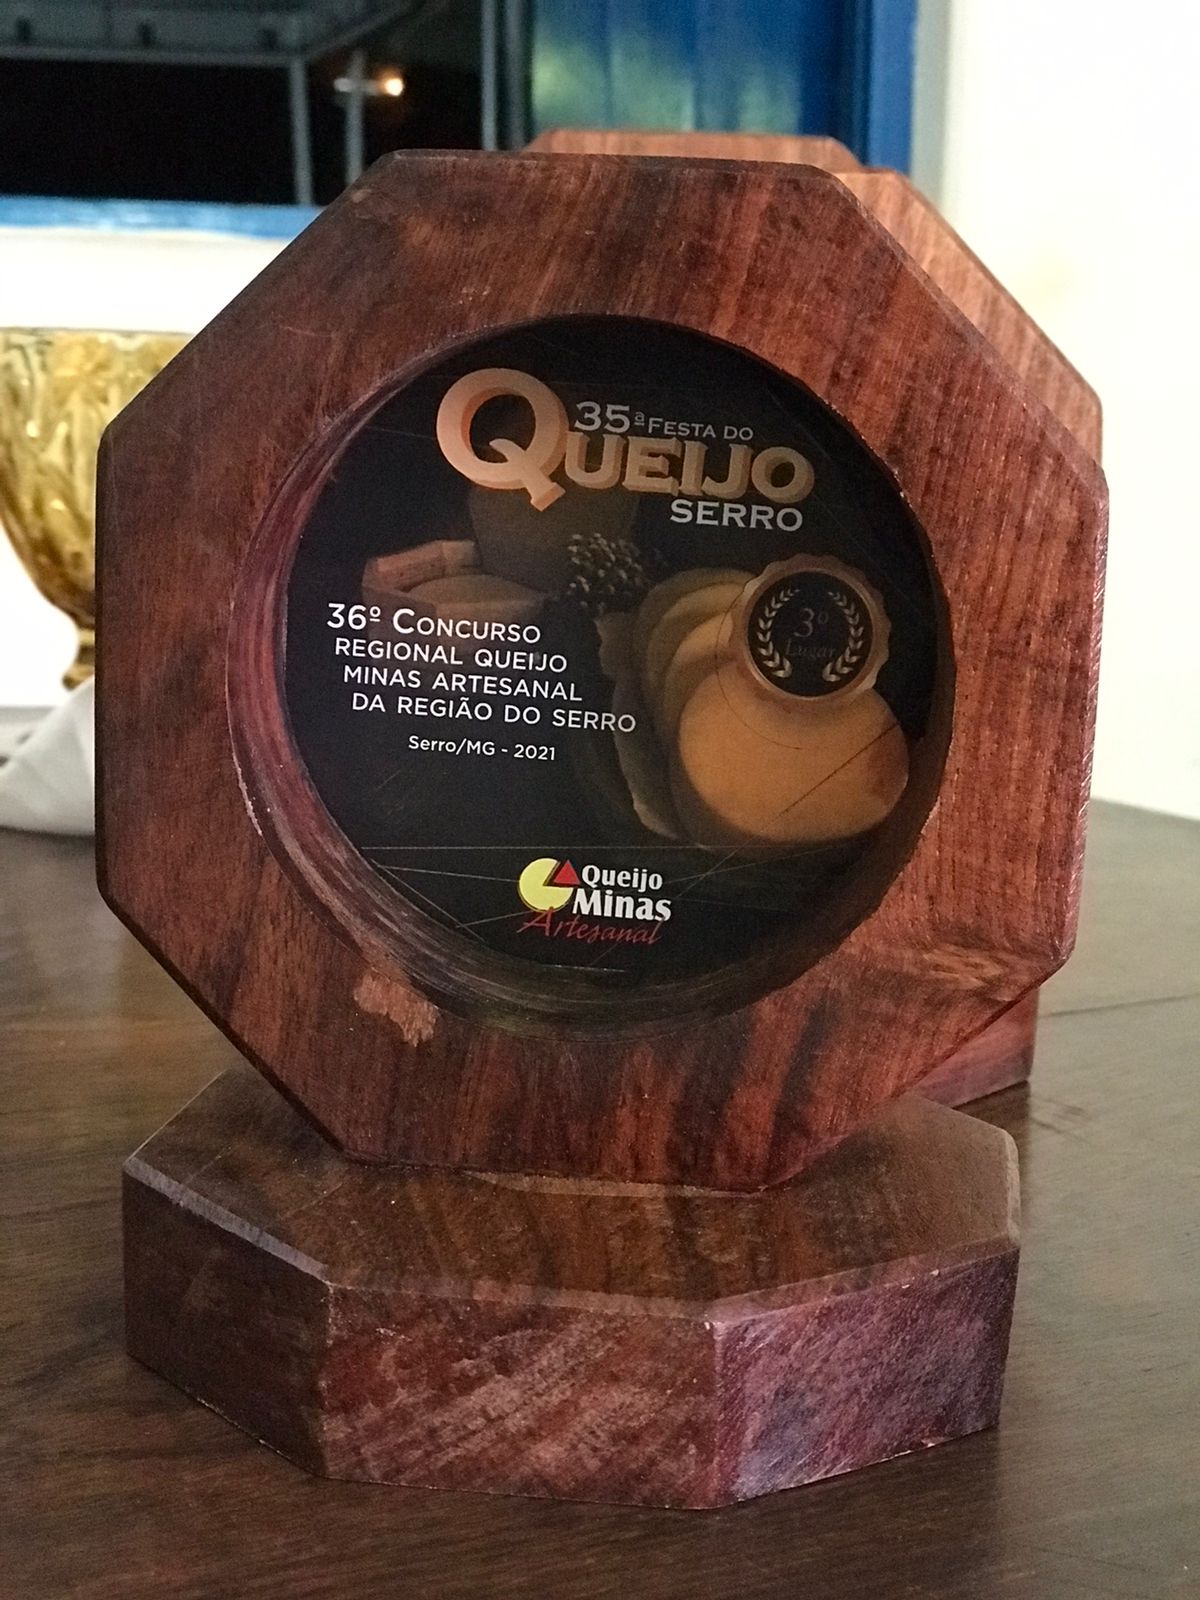 35ª FESTA DO
QUEIJO
SERRO
3º
Lugar
36º CONCURSO
REGIONAL QUEIJO
MINAS ARTESANAL
DA REGIÃO DO SERRO
Serro/MG - 2021
Queijo
Minas
Artesanal